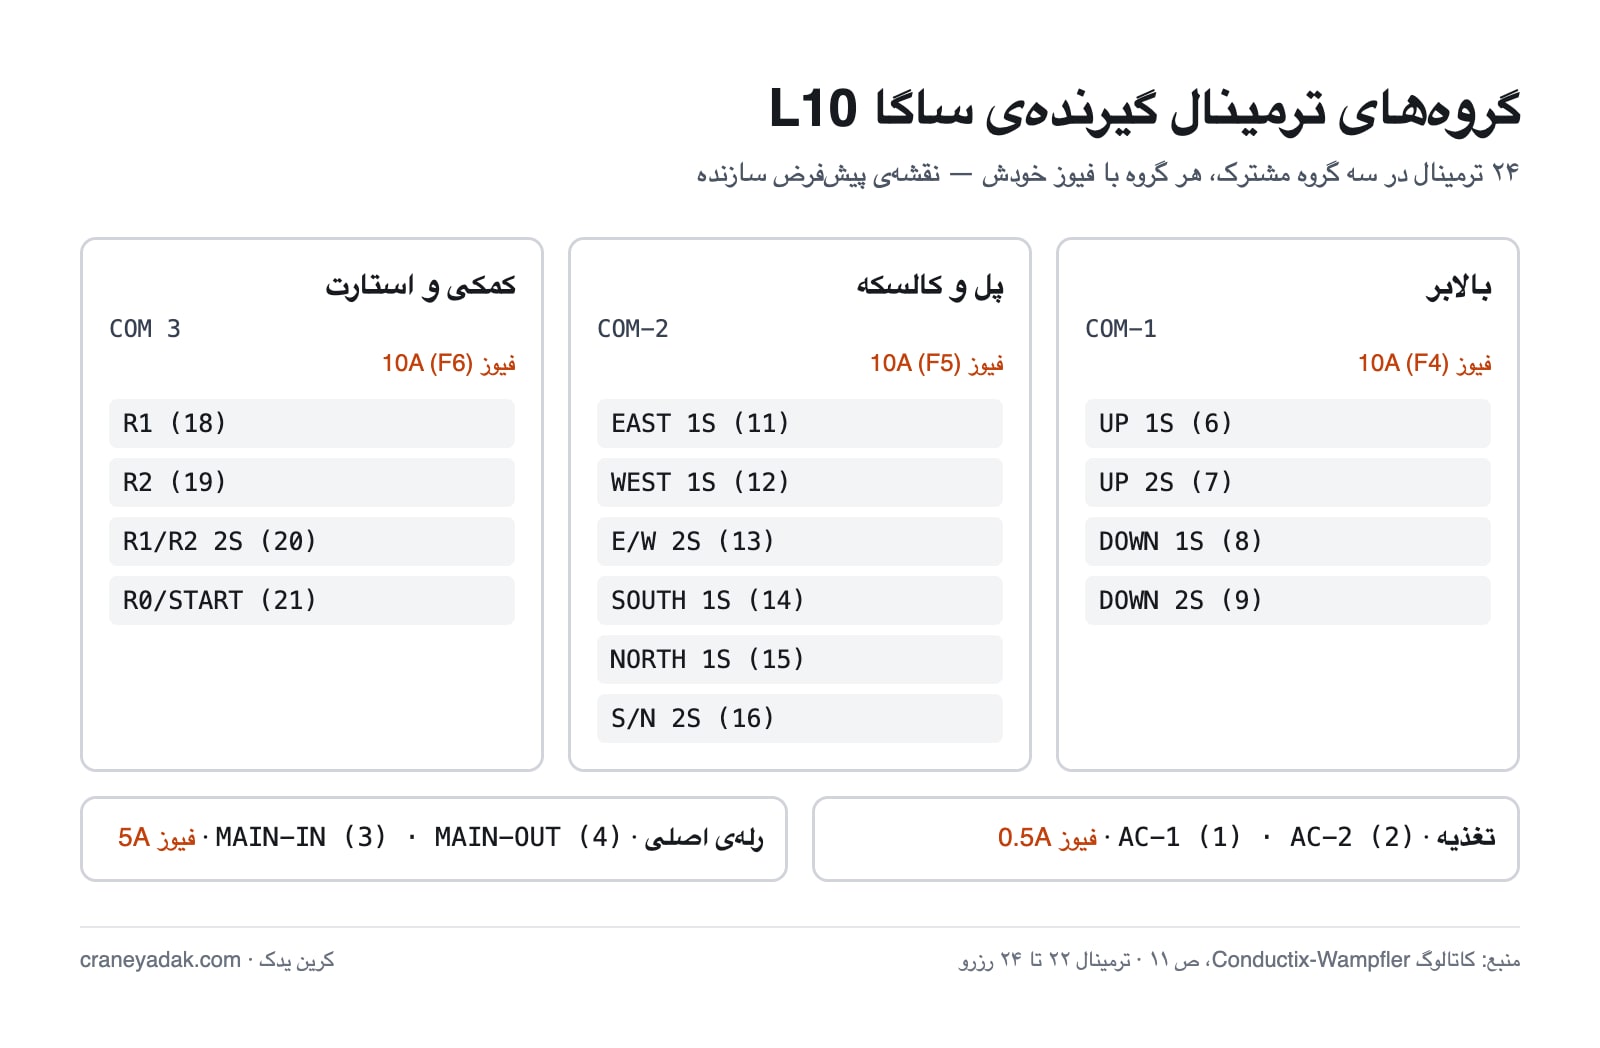 گروه‌های ترمینال گیرنده‌ی ساگا L10
۲۴ ترمینال در سه گروه مشترک، هر گروه با فیوز خودش — نقشه‌ی پیش‌فرض سازنده
بالابر
COM-1
فیوز 10A (F4)
UP 1S (6)
UP 2S (7)
DOWN 1S (8)
DOWN 2S (9)
پل و کالسکه
COM-2
فیوز 10A (F5)
EAST 1S (11)
WEST 1S (12)
E/W 2S (13)
SOUTH 1S (14)
NORTH 1S (15)
S/N 2S (16)
کمکی و استارت
COM 3
فیوز 10A (F6)
R1 (18)
R2 (19)
R1/R2 2S (20)
R0/START (21)
تغذیه · AC-1 (1) · AC-2 (2) · فیوز 0.5A
رله‌ی اصلی · MAIN-IN (3) · MAIN-OUT (4) · فیوز 5A
منبع: کاتالوگ Conductix-Wampfler، ص ۱۱ · ترمینال ۲۲ تا ۲۴ رزرو
کرین یدک · craneyadak.com